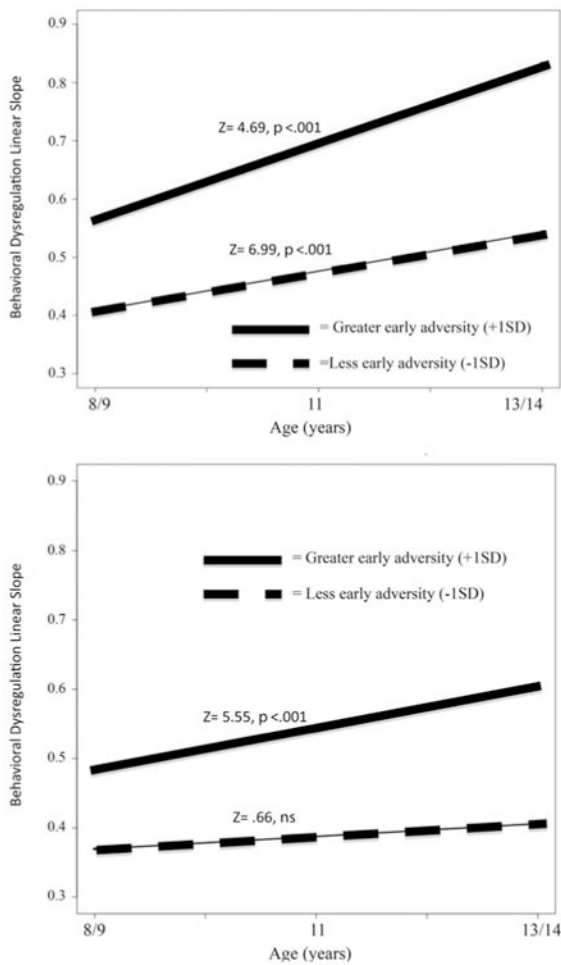 0.9
0.8
0.7
0.6
0.5
0.4
0.3
Behavioral Dysregulation Linear Slope
Z= 4.69, p <.001
Z= 6.99, p <.001
= Greater early adversity (+1SD)
=Less early adversity (-1SD)
8/9 11 13/14
Age (years)
0.9
0.8
0.7
0.6
0.5
0.4
0.3
Behavioral Dysregulation Linear Slope
= Greater early adversity (+1SD)
= Less early adversity (-1SD)
Z= 5.55, p <.001
Z= .66, ns
8/9 11 13/14
Age (years)